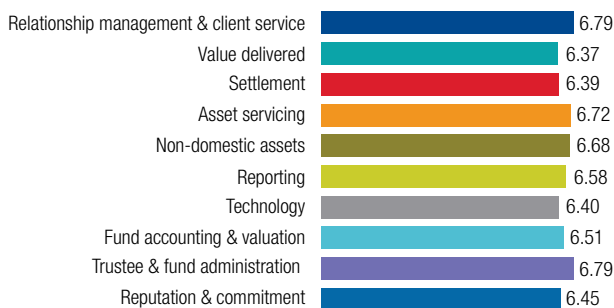 Relationship management & client service 6.79
Value delivered 6.37
Settlement 6.39
Asset servicing 6.72
Non-domestic assets 6.68
Reporting 6.58
Technology 6.40
Fund accounting & valuation 6.51
Trustee & fund administration 6.79
Reputation & commitment 6.45